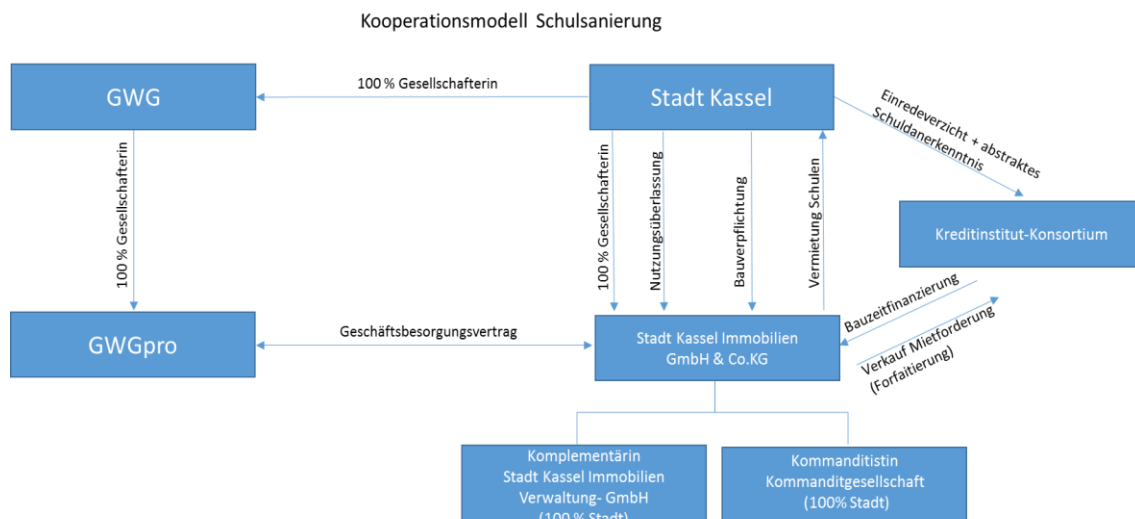 Kooperationsmodell Schulsanierung
GWG
100 % Gesellschafterin
Stadt Kassel
Einredeverzicht + abstraktes
Schuldanerkenntnis
100 % Gesellschafterin
100 % Gesellschafterin
Nutzungsüberlassung
Bauverpflichtung
Vermietung Schulen
Kreditinstitut-Konsortium
Bauzeitfinanzierung
Verkauf Mietforderung
(Forfaitierung)
GWGpro
Geschäftsbesorgungsvertrag
Stadt Kassel Immobilien
GmbH & Co.KG
Komplementärin
Stadt Kassel Immobilien
Verwaltung- GmbH
(100 % Stadt)
Kommanditistin
Kommanditgesellschaft
(100% Stadt)